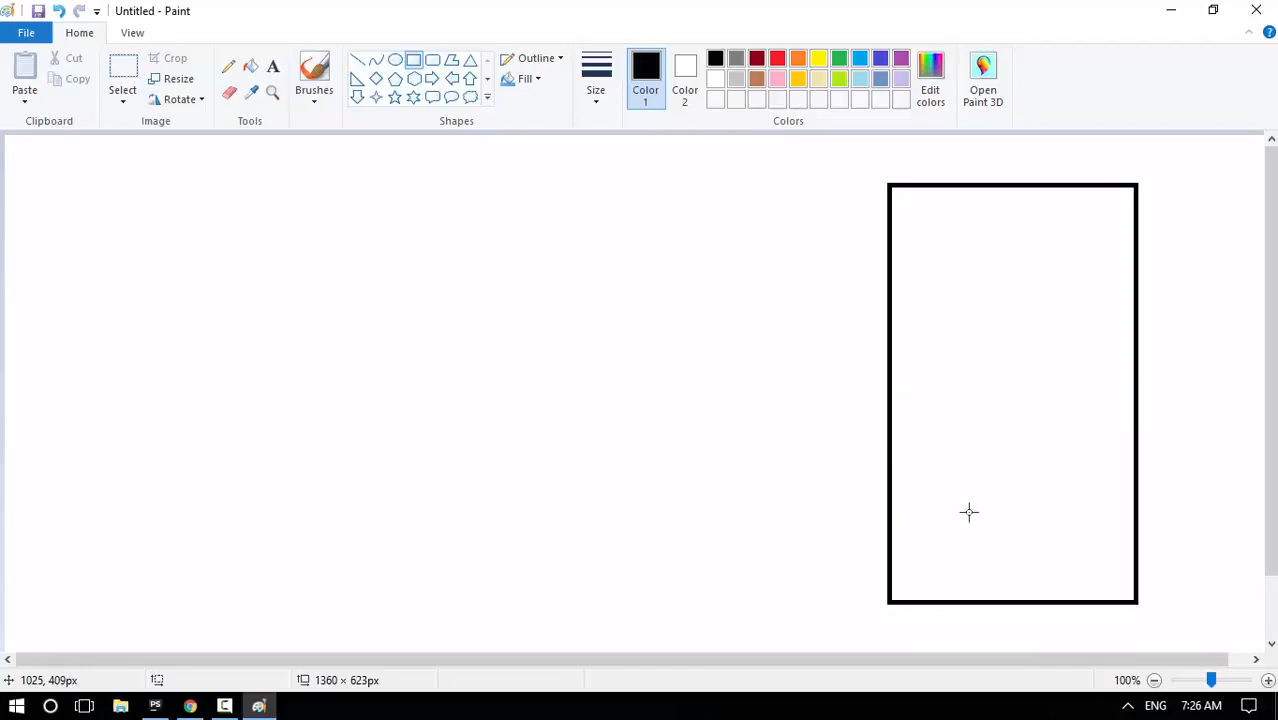 Untitled - Paint
File Home View
Paste
Cut
Copy
Clipboard
Select
Crop
Resize
Rotate
Image
A
Tools
Brushes
Outline
Fill
Shapes
Size
Color 1
Color 2
Edit colors
Colors
Open Paint 3D
1025, 409px
1360 × 623px
100%
PS
ENG
7:26 AM